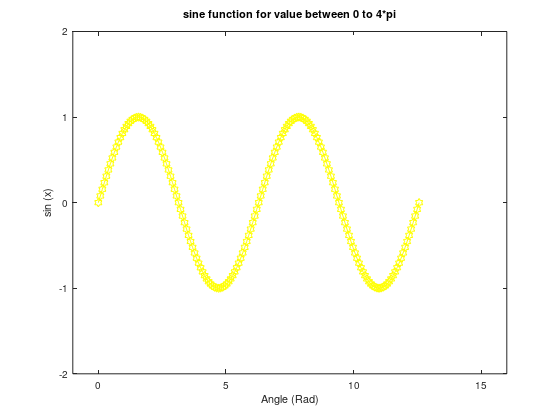 sine function for value between 0 to 4*pi
2
1
0
-1
-2
sin (x)
0 5 10 15
Angle (Rad)